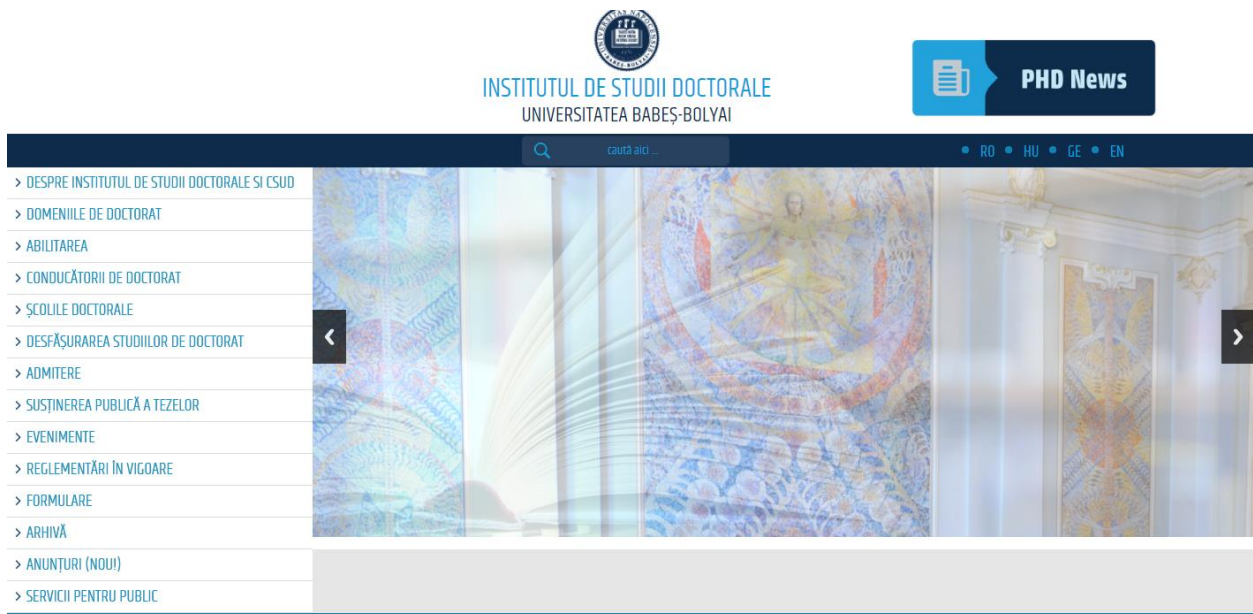 INSTITUTUL DE STUDII DOCTORALE
UNIVERSITATEA BABEȘ-BOLYAI
PHD News
caută aici ...
RO HU GE EN
DESPRE INSTITUTUL DE STUDII DOCTORALE SI CSUD
DOMENIILE DE DOCTORAT
ABILITAREA
CONDUCĂTORII DE DOCTORAT
ȘCOLILE DOCTORALE
DESFĂȘURAREA STUDIILOR DE DOCTORAT
ADMITERE
SUSȚINEREA PUBLICĂ A TEZELOR
EVENIMENTE
REGLEMENTĂRI ÎN VIGOARE
FORMULARE
ARHIVĂ
ANUNȚURI (NOU!)
SERVICII PENTRU PUBLIC